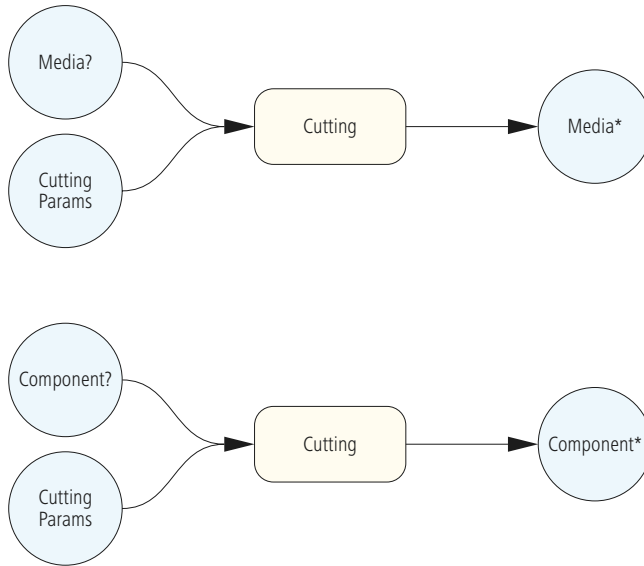 Media?
Cutting
Params
Cutting
Media*
Component?
Cutting
Params
Cutting
Component*